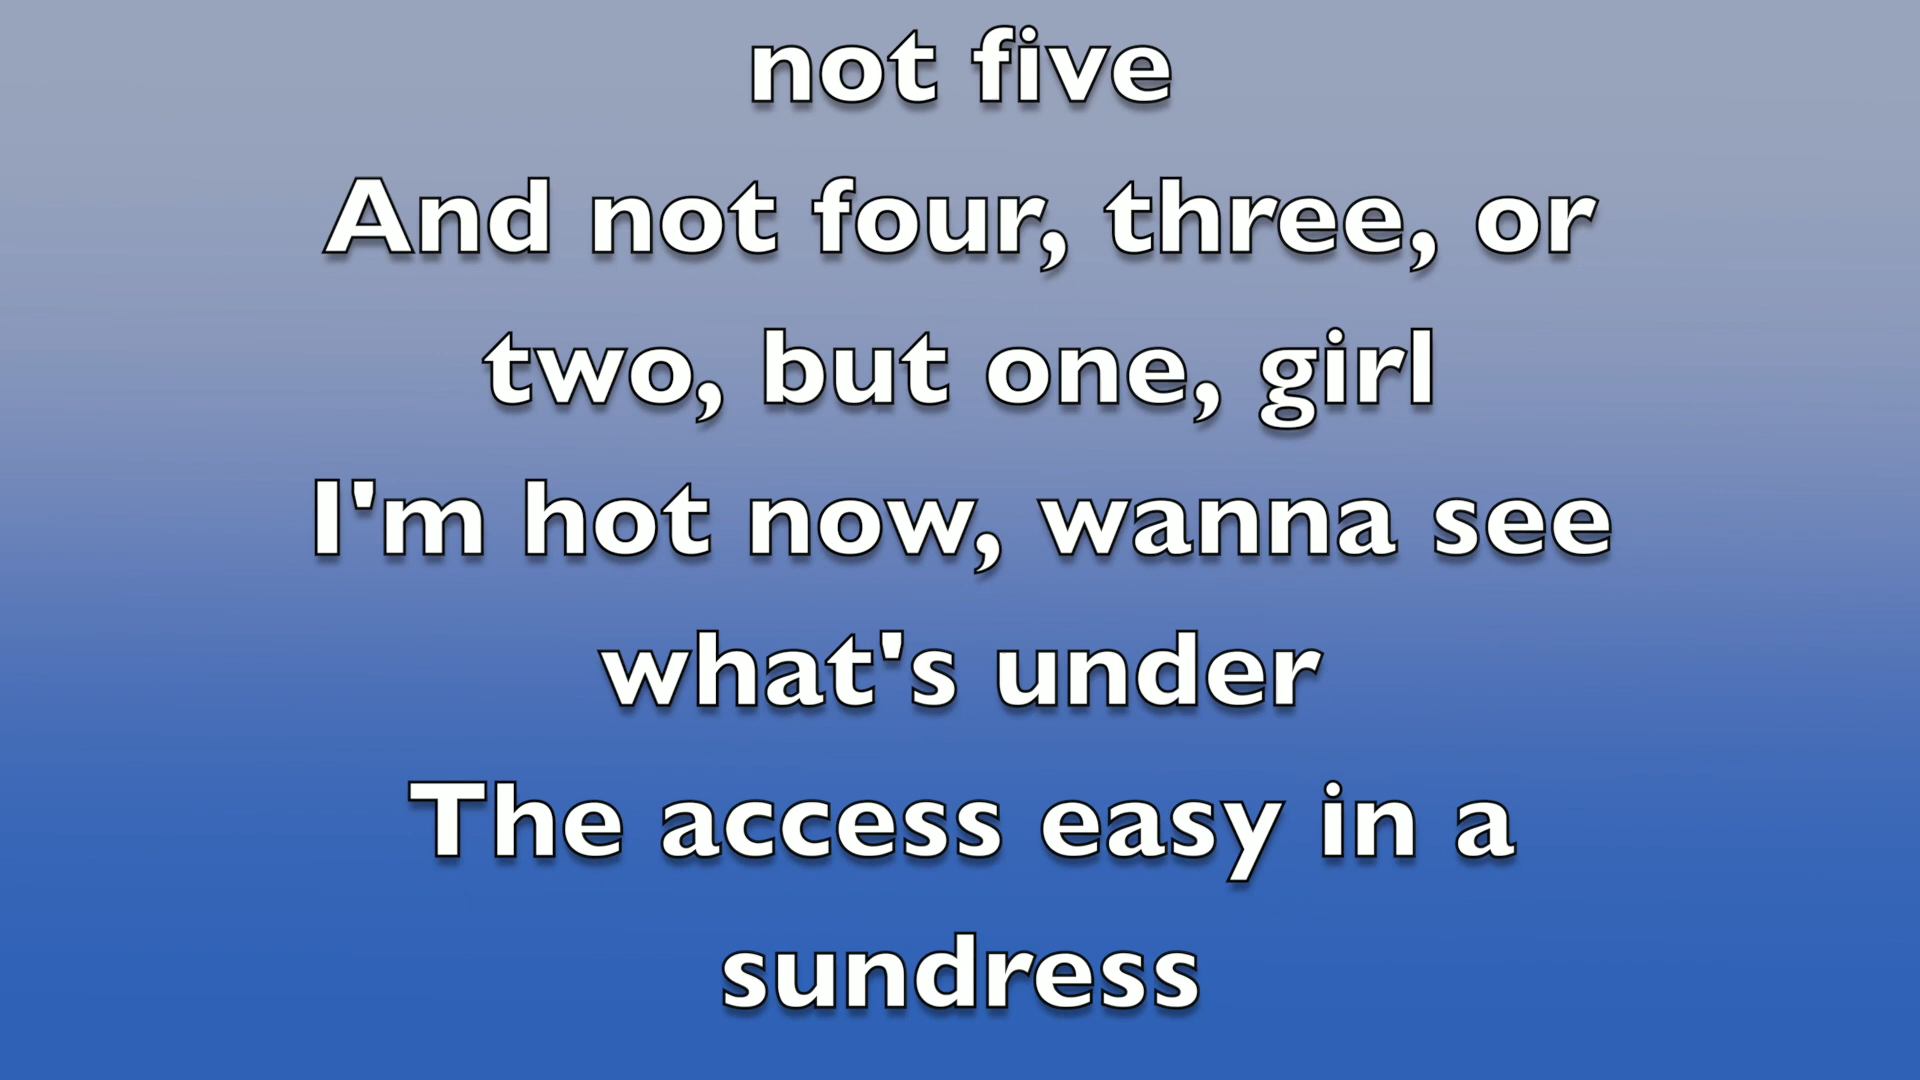 not five
And not four, three, or
two, but one, girl
I'm hot now, wanna see
what's under
The access easy in a
sundress